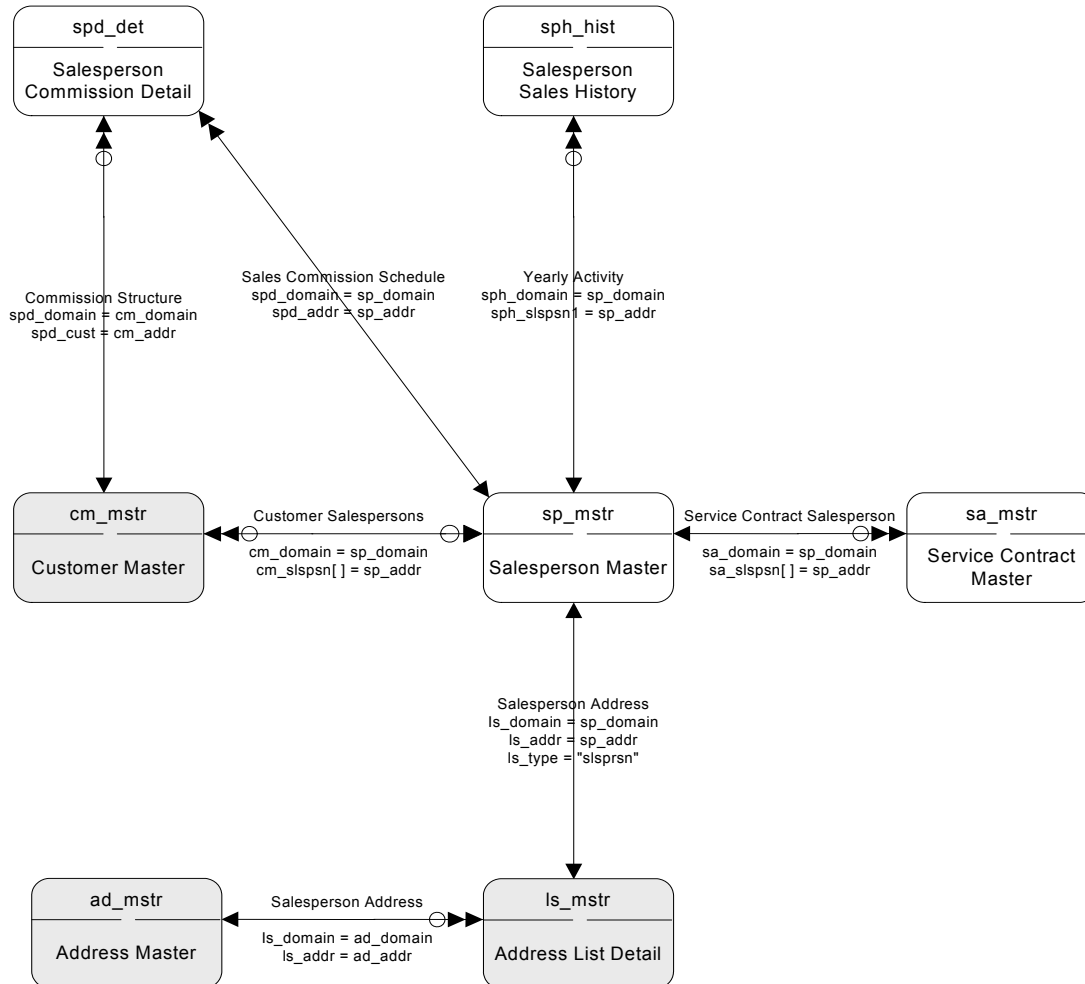 spd_det
Salesperson
Commission Detail
sph_hist
Salesperson
Sales History
Commission Structure
spd_domain = cm_domain
spd_cust = cm_addr
Sales Commission Schedule
spd_domain = sp_domain
spd_addr = sp_addr
Yearly Activity
sph_domain = sp_domain
sph_slspsn1 = sp_addr
cm_mstr
Customer Master
Customer Salespersons
cm_domain = sp_domain
cm_slspsn[ ] = sp_addr
sp_mstr
Salesperson Master
Service Contract Salesperson
sa_domain = sp_domain
sa_slspsn[ ] = sp_addr
sa_mstr
Service Contract
Master
Salesperson Address
ls_domain = sp_domain
ls_addr = sp_addr
ls_type = "slsprsn"
ad_mstr
Address Master
Salesperson Address
ls_domain = ad_domain
ls_addr = ad_addr
ls_mstr
Address List Detail